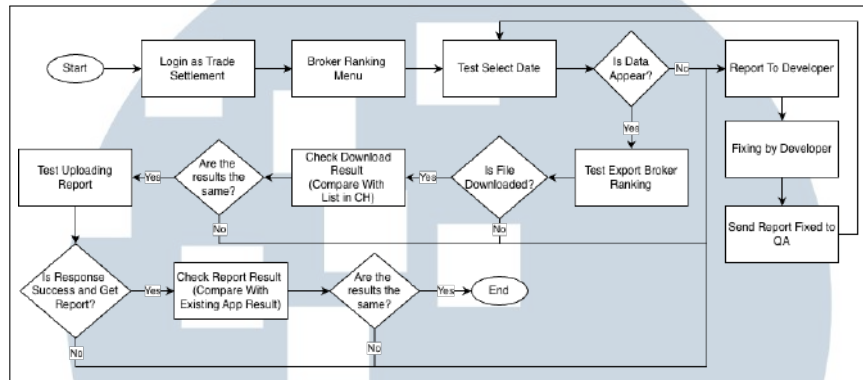 Start
Login as Trade
Settlement
Broker Ranking
Menu
Test Select Date
Is Data
Appear?
No
Report To Developer
Yes
Fixing by Developer
Send Report Fixed to
QA
Test Export Broker
Ranking
Is File
Downloaded?
No
Yes
Check Download
Result
(Compare With
List in CH)
Are the
results the
same?
No
Yes
Test Uploading
Report
Is Response
Success and Get
Report?
No
Yes
Check Report Result
(Compare With
Existing App Result)
Are the
results the
same?
No
Yes
End